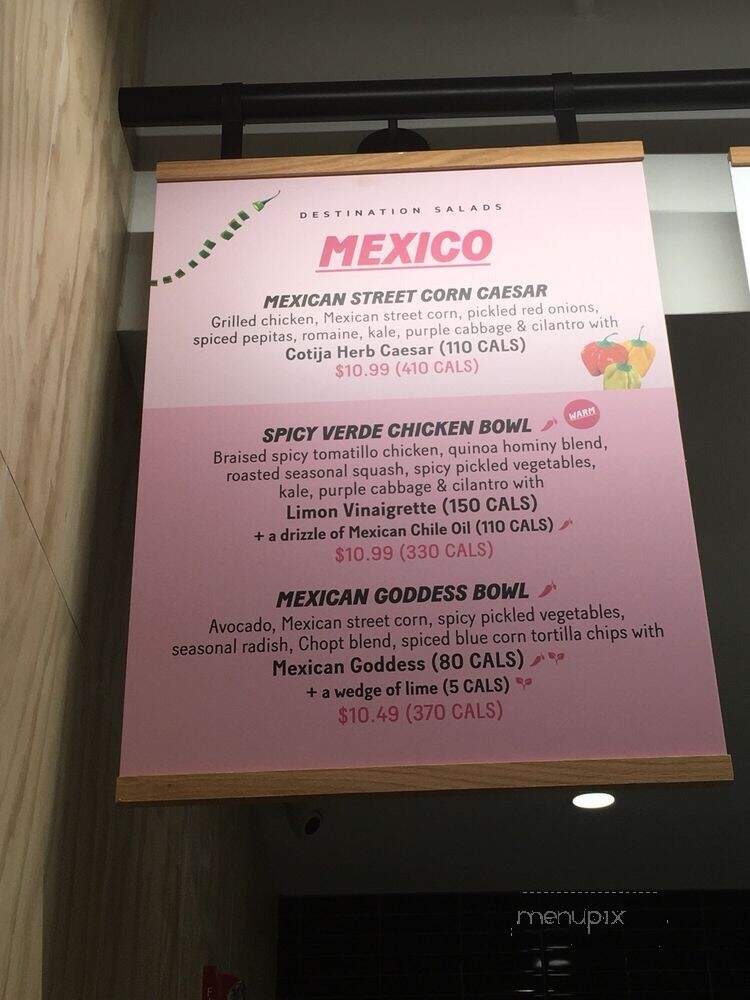 DESTINATION SALADS
MEXICO
MEXICAN STREET CORN CAESAR
Grilled chicken, Mexican street corn, pickled red onions,
spiced pepitas, romaine, kale, purple cabbage & cilantro with
Cotija Herb Caesar (110 CALS)
$10.99 (410 CALS)
SPICY VERDE CHICKEN BOWL WARM
Braised spicy tomatillo chicken, quinoa hominy blend,
roasted seasonal squash, spicy pickled vegetables,
kale, purple cabbage & cilantro with
Limon Vinaigrette (150 CALS)
+ a drizzle of Mexican Chile Oil (110 CALS)
$10.99 (330 CALS)
MEXICAN GODDESS BOWL
Avocado, Mexican street corn, spicy pickled vegetables,
seasonal radish, Chopt blend, spiced blue corn tortilla chips with
Mexican Goddess (80 CALS)
+ a wedge of lime (5 CALS)
$10.49 (370 CALS)
menupix